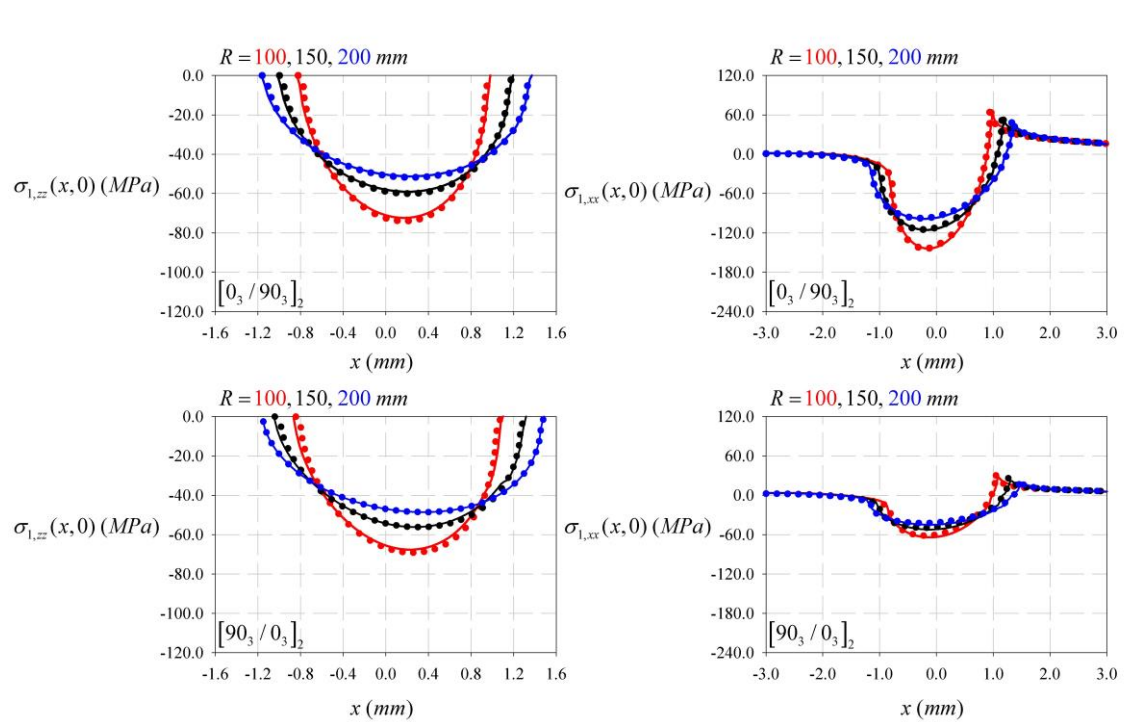 R = 100, 150, 200 mm
0.0
-20.0
-40.0
σ1,zz(x,0) (MPa)
-60.0
-80.0
-100.0
-120.0
[0₃ / 90₃]₂
-1.6 -1.2 -0.8 -0.4 0.0 0.4 0.8 1.2 1.6
x (mm)
R = 100, 150, 200 mm
120.0
60.0
0.0
σ1,xx(x,0) (MPa)
-60.0
-120.0
-180.0
-240.0
[0₃ / 90₃]₂
-3.0 -2.0 -1.0 0.0 1.0 2.0 3.0
x (mm)
R = 100, 150, 200 mm
0.0
-20.0
-40.0
σ1,zz(x,0) (MPa)
-60.0
-80.0
-100.0
-120.0
[90₃ / 0₃]₂
-1.6 -1.2 -0.8 -0.4 0.0 0.4 0.8 1.2 1.6
x (mm)
R = 100, 150, 200 mm
120.0
60.0
0.0
σ1,xx(x,0) (MPa)
-60.0
-120.0
-180.0
-240.0
[90₃ / 0₃]₂
-3.0 -2.0 -1.0 0.0 1.0 2.0 3.0
x (mm)